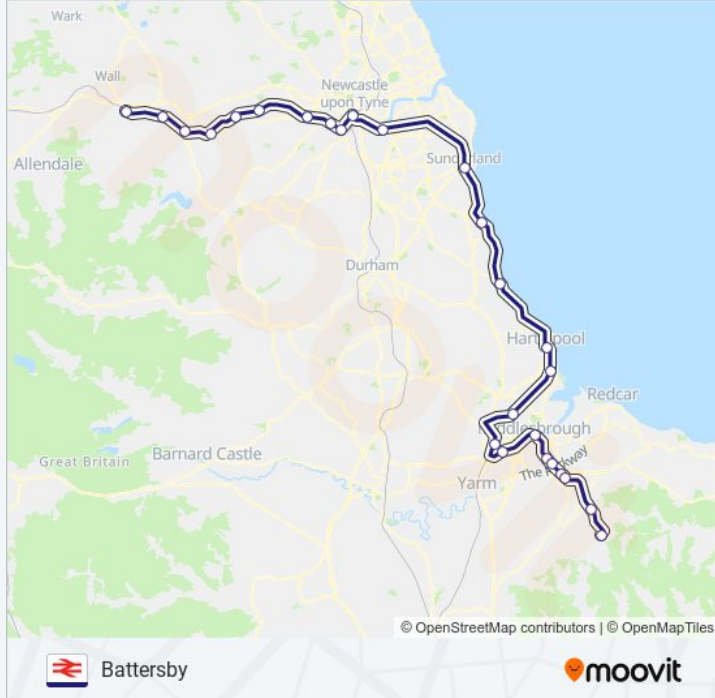 Wark
Wall
Newcastle
upon Tyne
Allendale
Sunderland
Durham
Hartlepool
Redcar
dlesbrough
Barnard Castle
Great Britain
The Parkway
Yarm
© OpenStreetMap contributors | © OpenMapTiles
Battersby
moovit